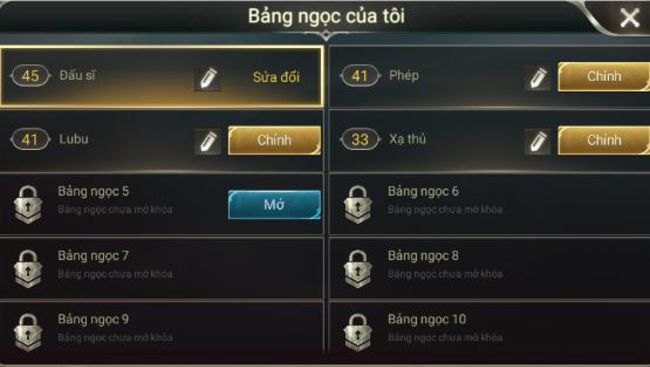 Bảng ngọc của tôi
45 Đấu sĩ Sửa đổi
41 Phép Chính
41 Lubu Chính
33 Xạ thủ Chính
Bảng ngọc 5
Bảng ngọc chưa mở khóa
Mở
Bảng ngọc 6
Bảng ngọc chưa mở khóa
Bảng ngọc 7
Bảng ngọc chưa mở khóa
Bảng ngọc 8
Bảng ngọc chưa mở khóa
Bảng ngọc 9
Bảng ngọc chưa mở khóa
Bảng ngọc 10
Bảng ngọc chưa mở khóa